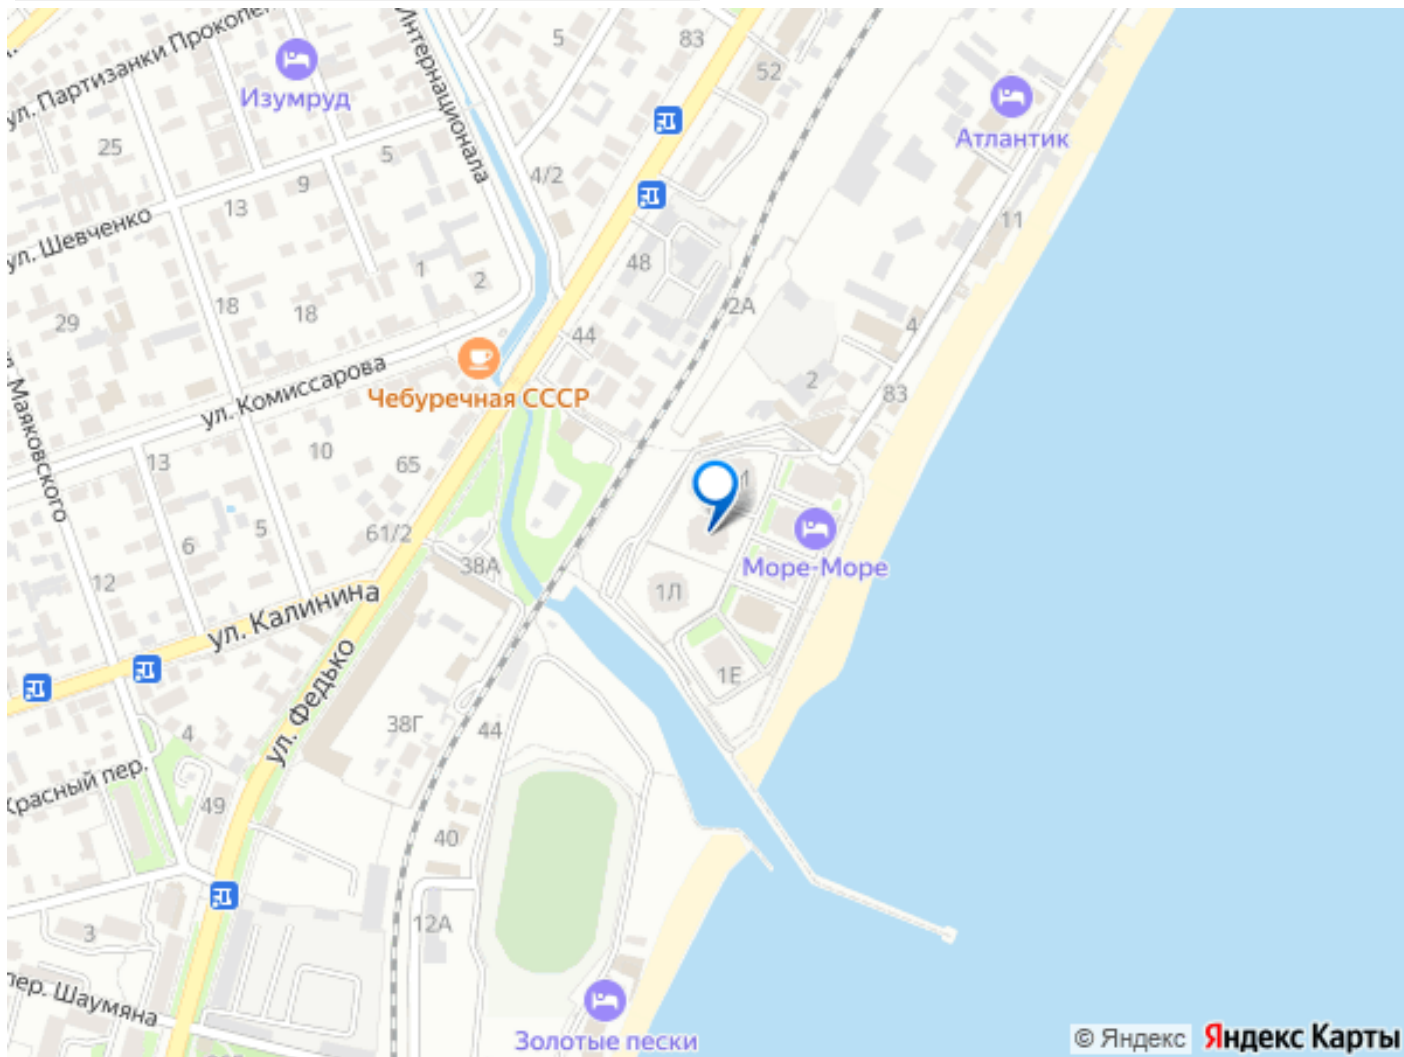 ул. Партизанки Прокопен
Изумруд
Интернационала
5
83
52
Атлантик
25
9
5
4/2
13
ул. Шевченко
11
48
1
2
18
18
29
2А
44
4
Маяковского
ул. Комиссарова
Чебуречная СССР
2
83
10
13
65
5
6
61/2
38А
12
Море-Море
1Л
ул. Калинина
1Е
ул. Федько
38Г
44
4
Красный пер.
49
40
12А
3
пер. Шаумяна
Золотые пески
© Яндекс
Яндекс Карты